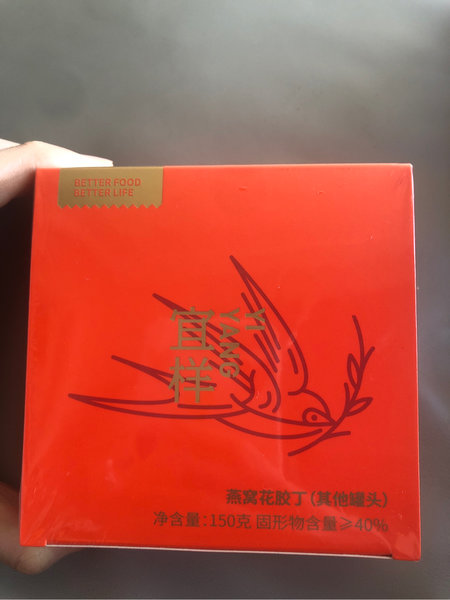 BETTER FOOD
BETTER LIFE
宜样
YI
YANG
燕窝花胶丁(其他罐头)
净含量:150克 固形物含量≥40%